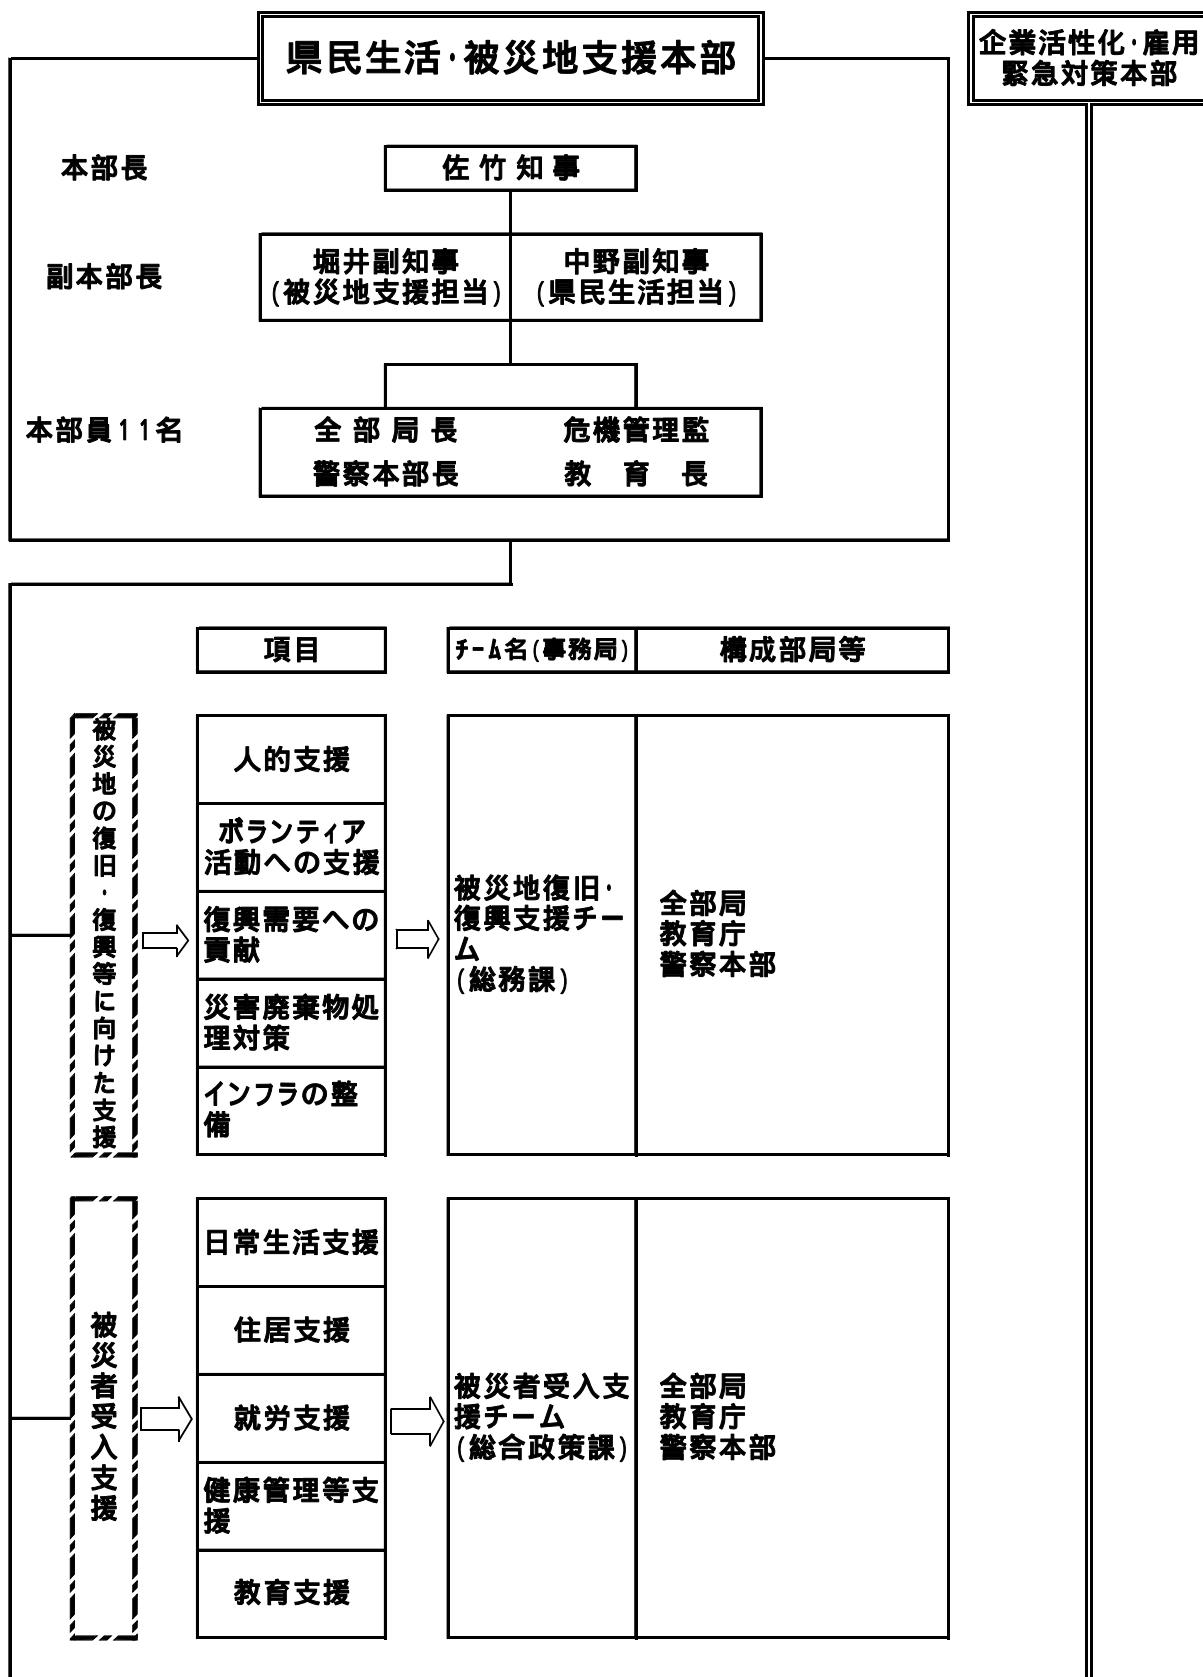 県民生活・被災地支援本部
企業活性化・雇用
緊急対策本部
本部長
佐竹知事
副本部長
堀井副知事
(被災地支援担当)
中野副知事
(県民生活担当)
本部員11名
全部局長
危機管理監
警察本部長
教　育　長
項目
チーム名(事務局)
構成部局等
被災地の復旧・復興等に向けた支援
人的支援
ボランティア
活動への支援
復興需要への
貢献
災害廃棄物処
理対策
インフラの整
備
被災地復旧・
復興支援チー
ム
(総務課)
全部局
教育庁
警察本部
被災者受入支援
日常生活支援
住居支援
就労支援
健康管理等支
援
教育支援
被災者受入支
援チーム
(総合政策課)
全部局
教育庁
警察本部